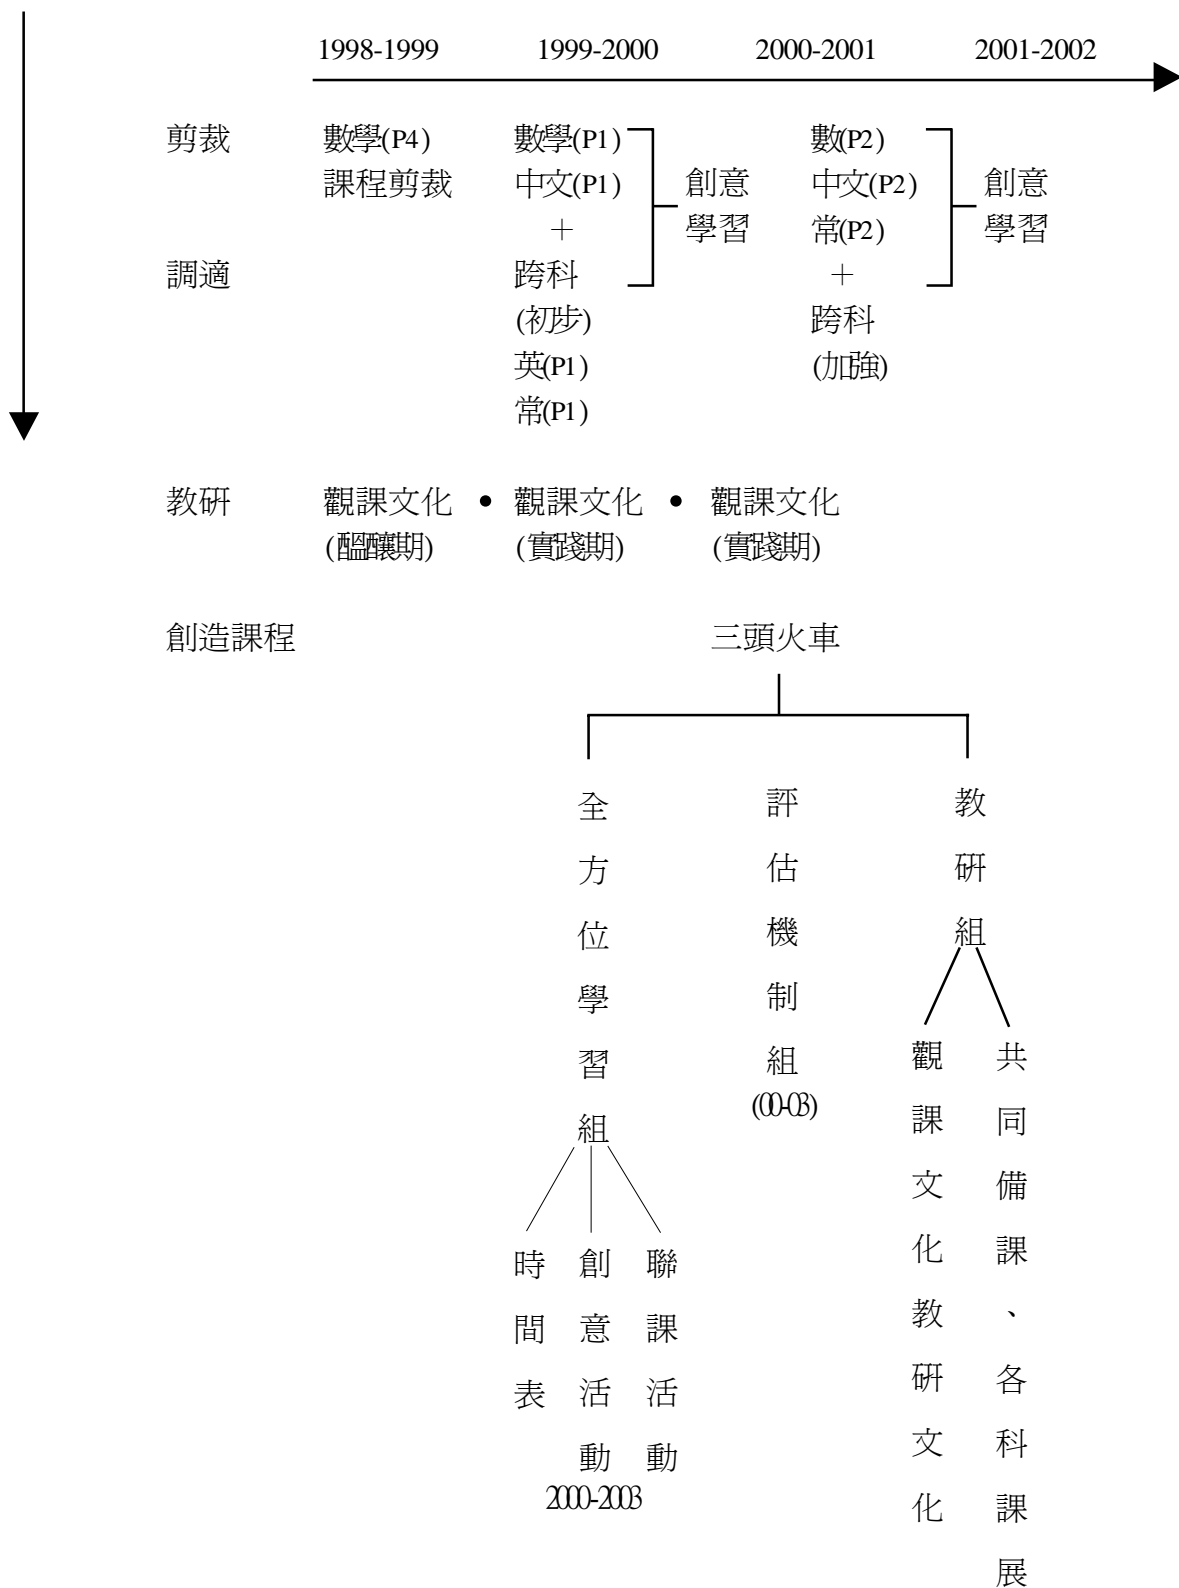 1998-1999 1999-2000 2000-2001 2001-2002
剪裁 數學(P4) 數學(P1) 數(P2)
課程剪裁 中文(P1) 創意 中文(P2) 創意
＋ 學習 常(P2) 學習
調適 跨科 ＋
(初步) 跨科
英(P1) (加強)
常(P1)
教研 觀課文化 • 觀課文化 • 觀課文化
(醞釀期) (實踐期) (實踐期)
創造課程 三頭火車
全方位學習組
時間表
創意活動
聯課活動
2000-2003
評估機制組
(00-03)
教研組
觀課文化教研文化
共同備課、各科課展